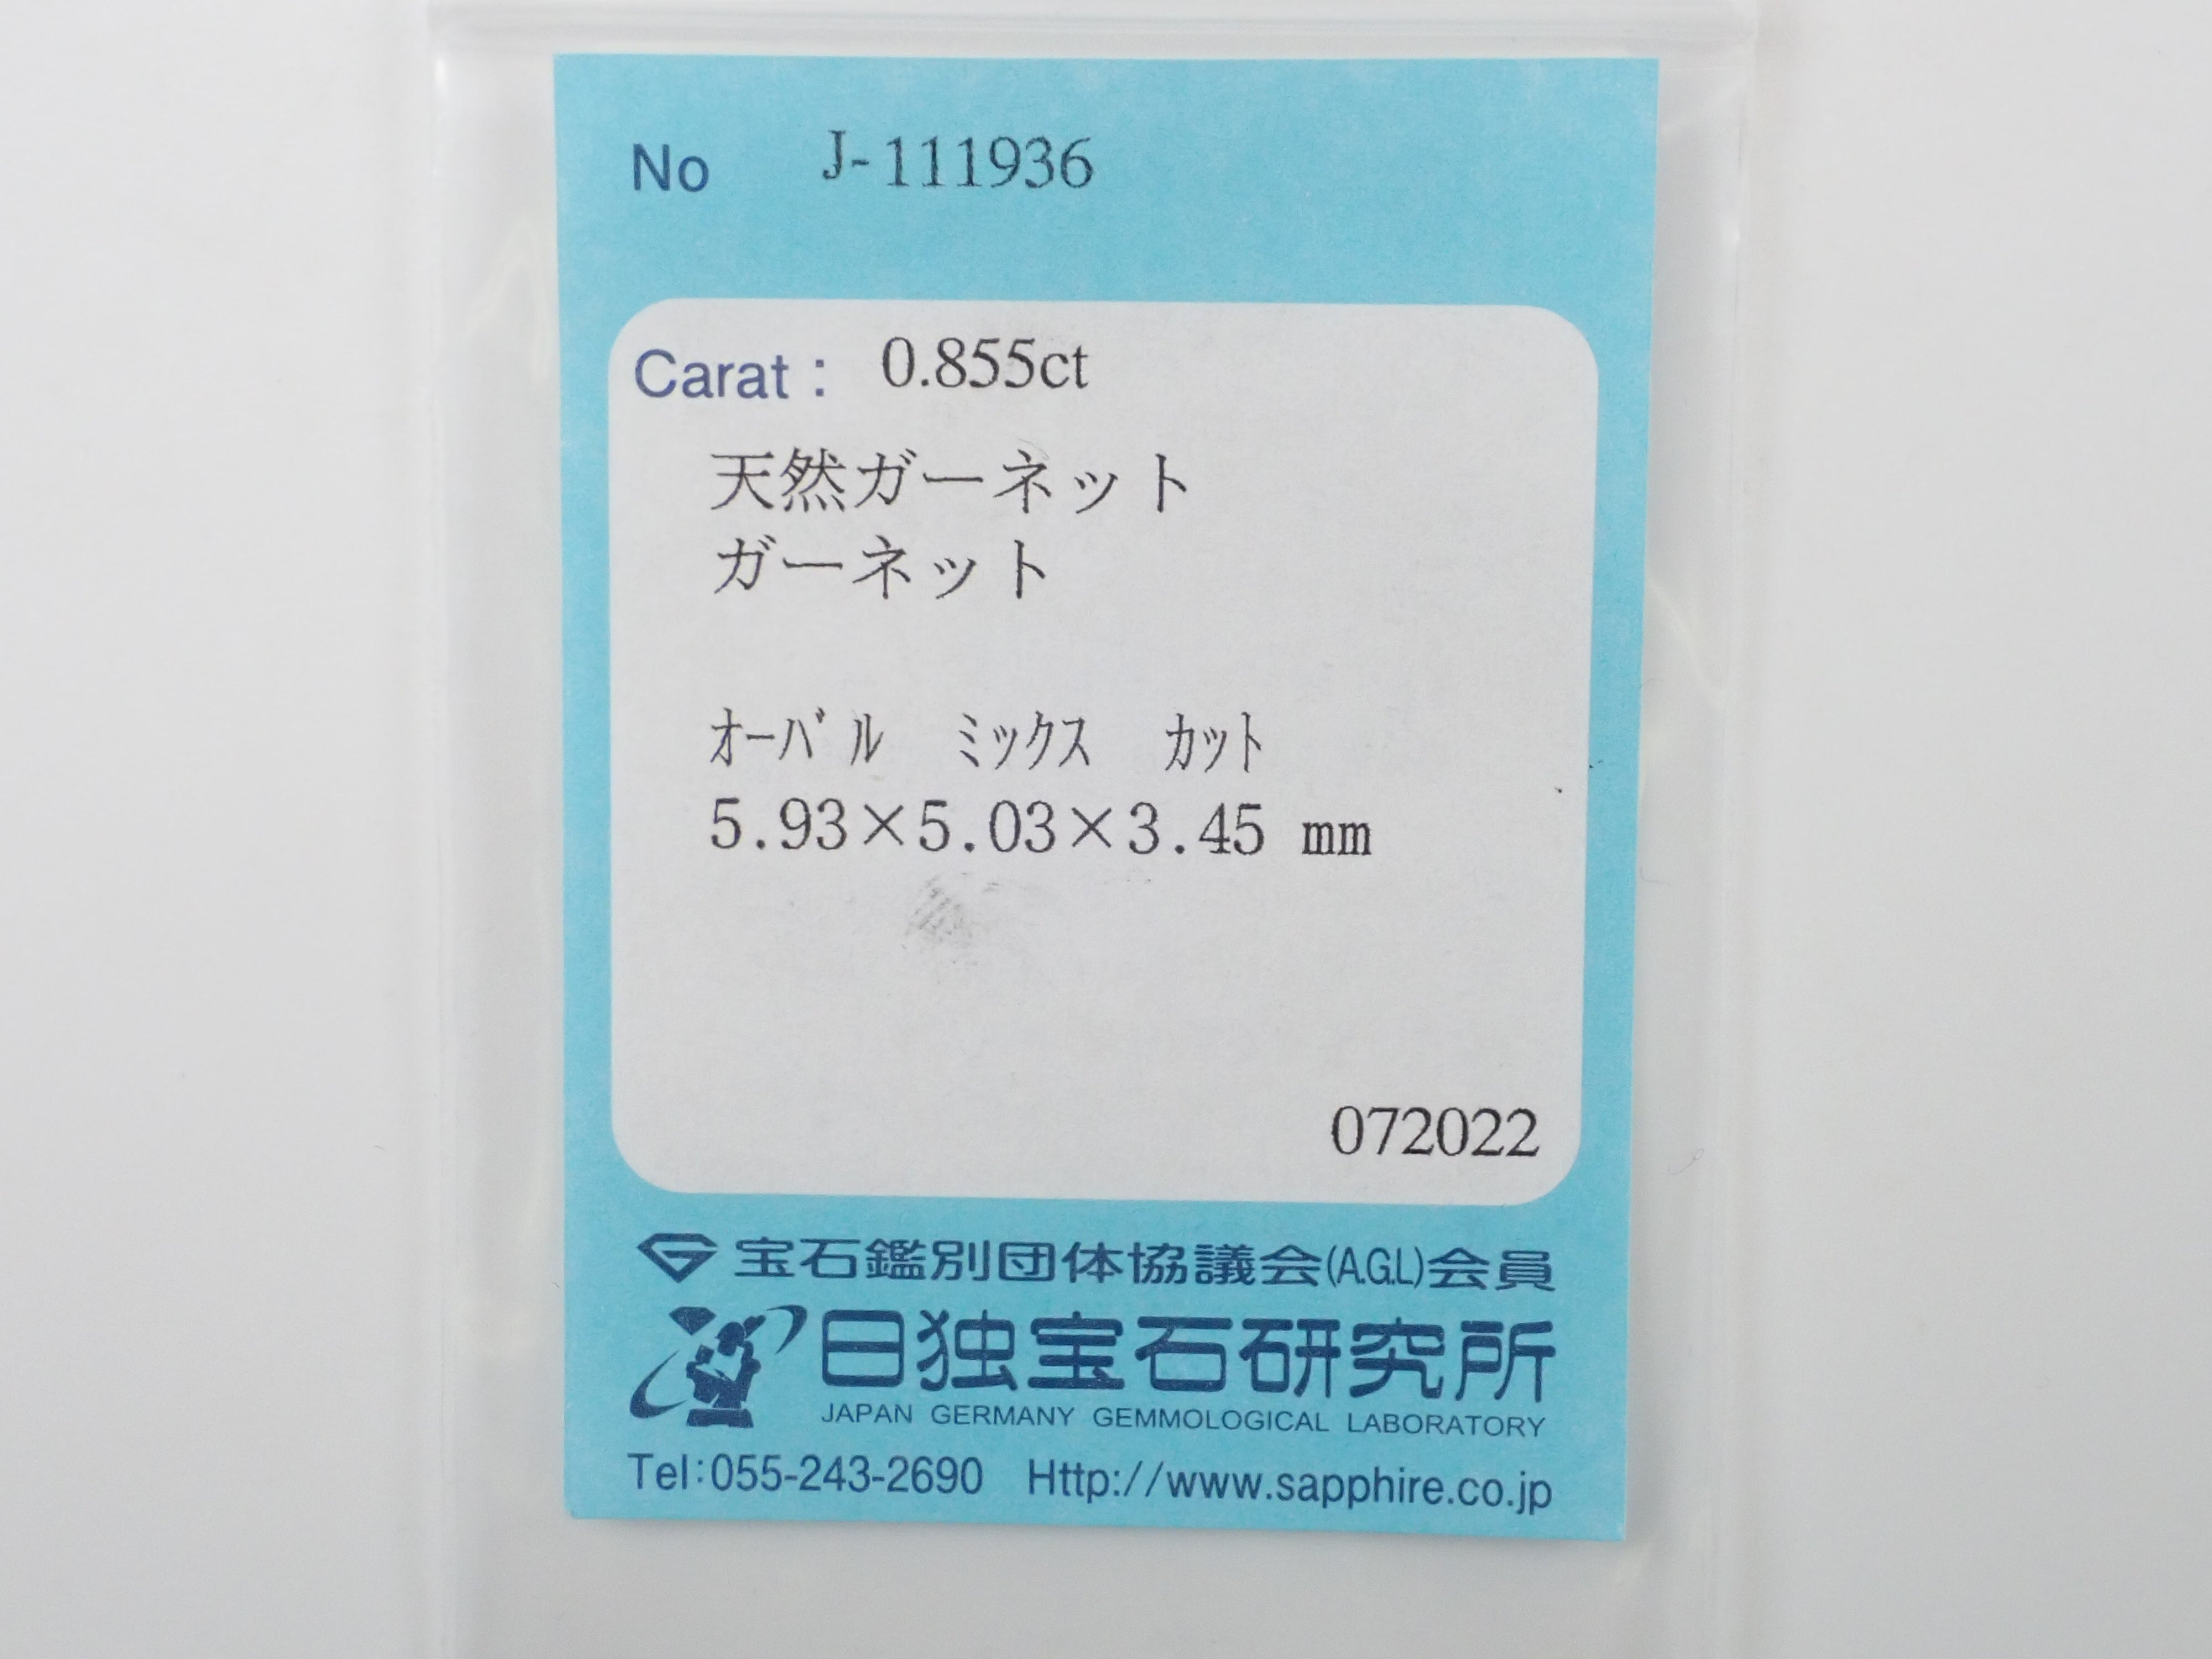 No J-111936
Carat : 0.855ct
天然ガーネット
ガーネット
ｵｰﾊﾞﾙ ﾐｯｸｽ ｶｯﾄ
5.93×5.03×3.45 mm
072022
宝石鑑別団体協議会(A.G.L)会員
日独宝石研究所
JAPAN GERMANY GEMMOLOGICAL LABORATORY
Tel:055-243-2690 Http://www.sapphire.co.jp